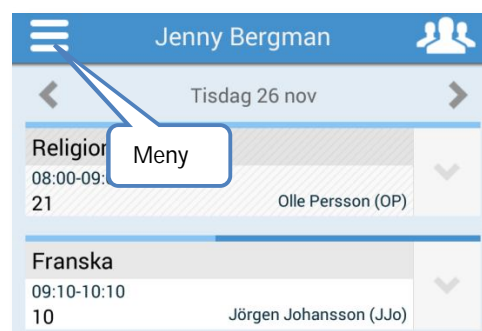 Jenny Bergman
Tisdag 26 nov
Religion
Meny
08:00-09:
21
Olle Persson (OP)
Franska
09:10-10:10
10
Jörgen Johansson (JJo)